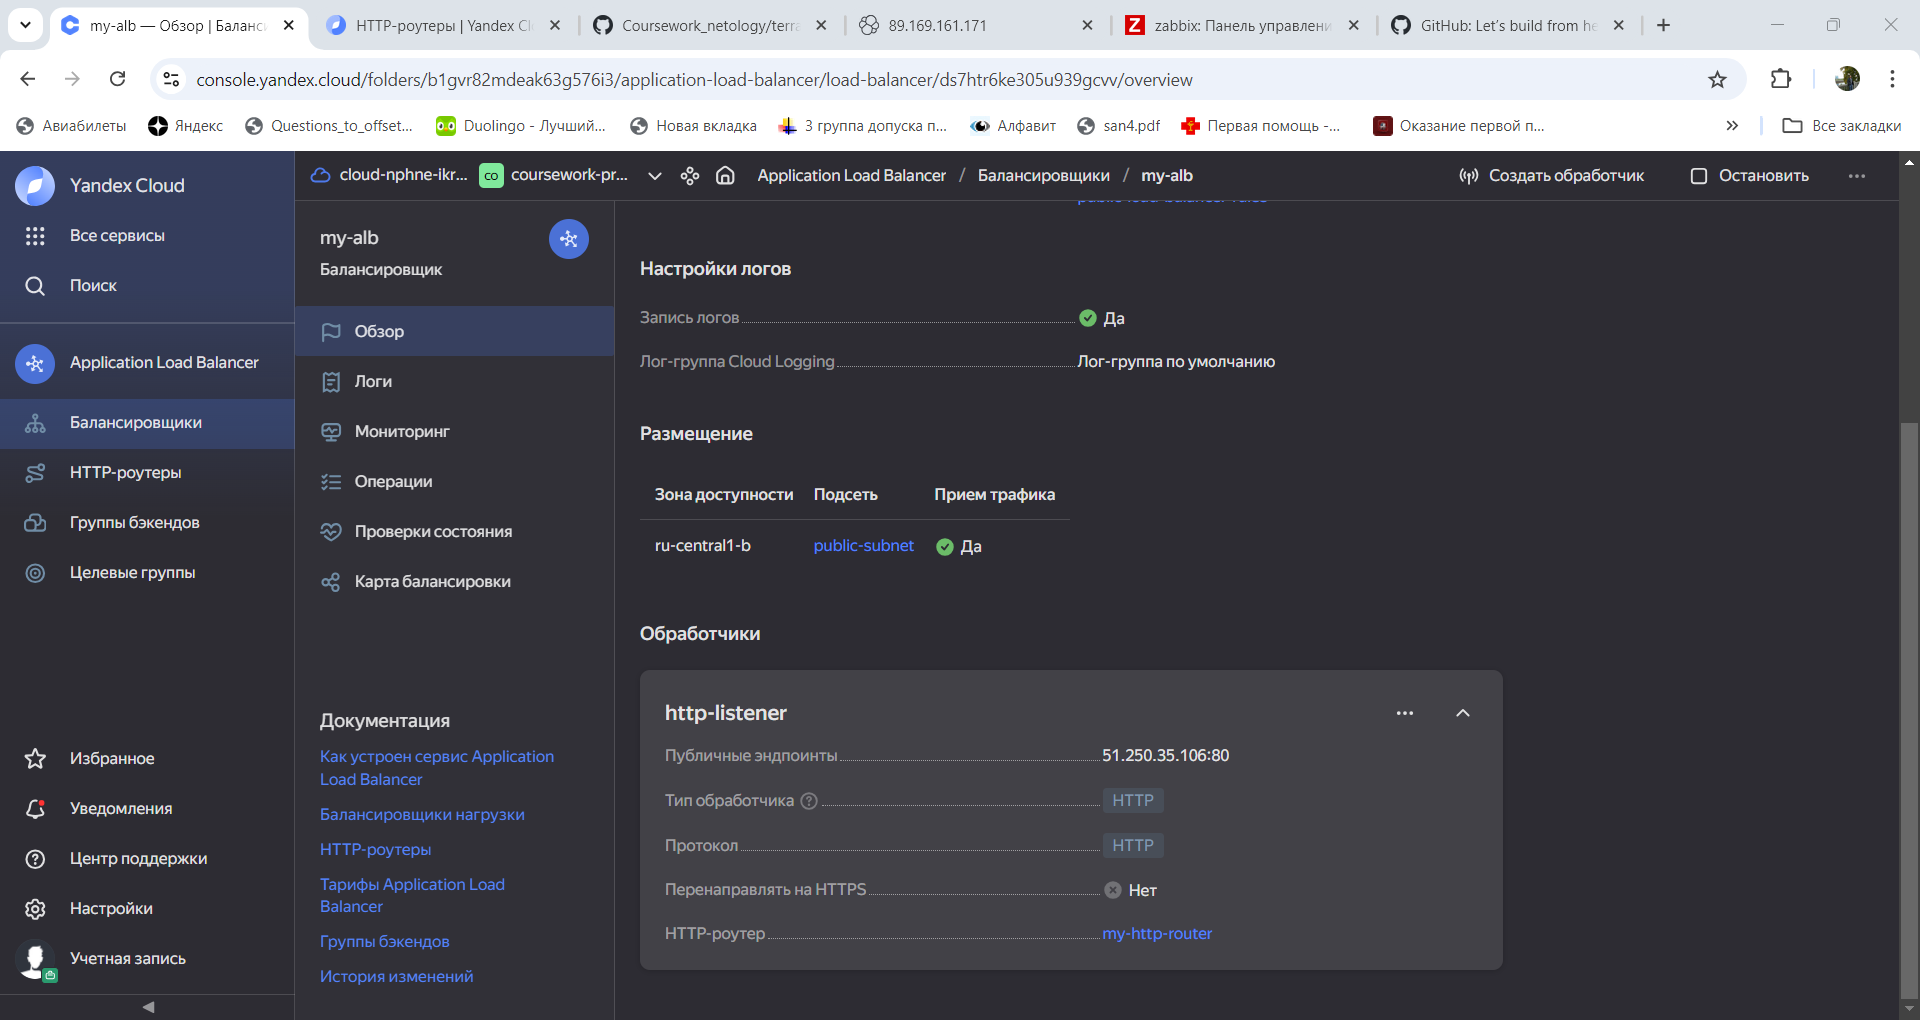 my-alb — Обзор | Баланс
HTTP-роутеры | Yandex Cl
Coursework_netology/terra
89.169.161.171
zabbix: Панель управлени
GitHub: Let's build from he
console.yandex.cloud/folders/b1gvr82mdeak63g576i3/application-load-balancer/load-balancer/ds7htr6ke305u939gcvv/overview
Авиабилеты
Яндекс
Questions_to_offset...
Duolingo - Лучший...
Новая вкладка
3 группа допуска п...
Алфавит
san4.pdf
Первая помощь -...
Оказание первой п...
Все закладки
Yandex Cloud
Все сервисы
Поиск
Application Load Balancer
Балансировщики
HTTP-роутеры
Группы бэкендов
Целевые группы
Избранное
Уведомления
Центр поддержки
Настройки
Учетная запись
cloud-nphne-ikr...
co
coursework-pr...
Application Load Balancer / Балансировщики / my-alb
Создать обработчик
Остановить
my-alb
Балансировщик
Обзор
Логи
Мониторинг
Операции
Проверки состояния
Карта балансировки
Документация
Как устроен сервис Application
Load Balancer
Балансировщики нагрузки
HTTP-роутеры
Тарифы Application Load
Balancer
Группы бэкендов
История изменений
Настройки логов
Запись логов Да
Лог-группа Cloud Logging Лог-группа по умолчанию
Размещение
Зона доступности Подсеть Прием трафика
ru-central1-b public-subnet Да
Обработчики
http-listener
Публичные эндпоинты 51.250.35.106:80
Тип обработчика HTTP
Протокол HTTP
Перенаправлять на HTTPS Нет
HTTP-роутер my-http-router